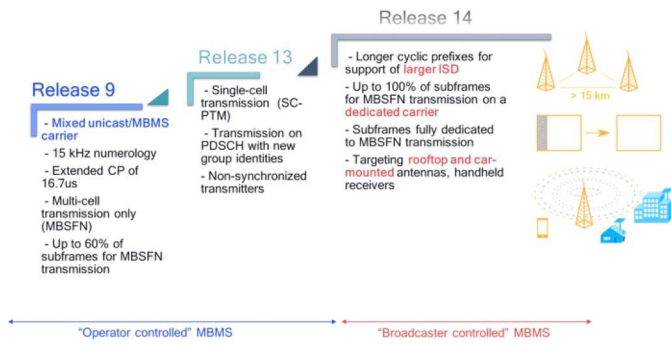 Release 14
Release 13
Release 9
- Mixed unicast/MBMS
carrier
- 15 kHz numerology
- Extended CP of
16.7us
- Multi-cell
transmission only
(MBSFN)
- Up to 60% of
subframes for MBSFN
transmission
- Single-cell
transmission (SC-
PTM)
- Transmission on
PDSCH with new
group identities
- Non-synchronized
transmitters
- Longer cyclic prefixes for
support of larger ISD
- Up to 100% of subframes
for MBSFN transmission on a
dedicated carrier
- Subframes fully dedicated
to MBSFN transmission
- Targeting rooftop and car-
mounted antennas, handheld
receivers
> 15 km
"Operator controlled" MBMS
"Broadcaster controlled" MBMS